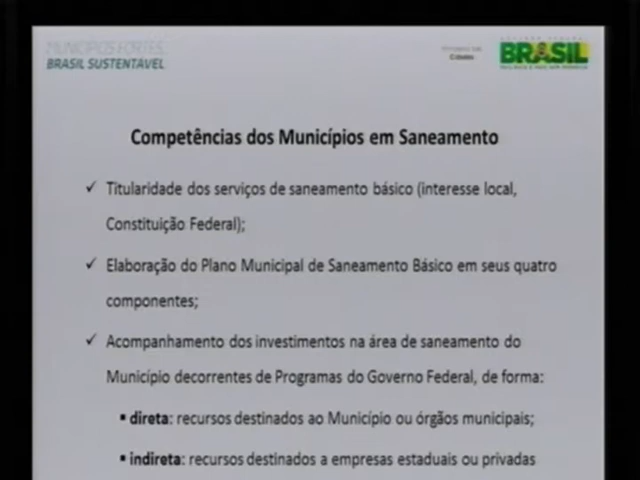 MUNICÍPIOS FORTES,
BRASIL SUSTENTÁVEL
Cidades
BRASIL
Competências dos Municípios em Saneamento
✓ Titularidade dos serviços de saneamento básico (interesse local,
Constituição Federal);
✓ Elaboração do Plano Municipal de Saneamento Básico em seus quatro
componentes;
✓ Acompanhamento dos investimentos na área de saneamento do
Município decorrentes de Programas do Governo Federal, de forma:
▪ direta: recursos destinados ao Município ou órgãos municipais;
▪ indireta: recursos destinados a empresas estaduais ou privadas